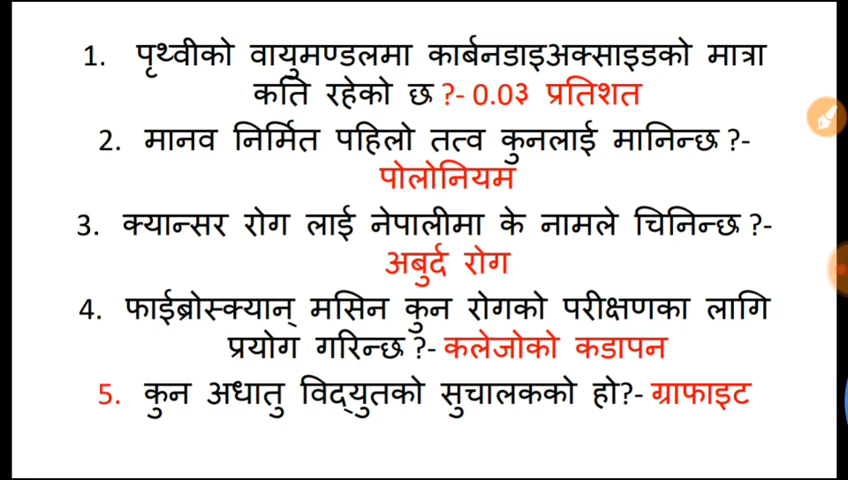 1. पृथ्वीको वायुमण्डलमा कार्बनडाइअक्साइडको मात्रा
कति रहेको छ ?- 0.0३ प्रतिशत
2. मानव निर्मित पहिलो तत्व कुनलाई मानिन्छ ?-
पोलोनियम
3. क्यान्सर रोग लाई नेपालीमा के नामले चिनिन्छ ?-
अबुर्द रोग
4. फाईब्रोस्क्यान् मसिन कुन रोगको परीक्षणका लागि
प्रयोग गरिन्छ ?- कलेजोको कडापन
5. कुन अधातु विद्‌युतको सुचालकको हो?- ग्राफाइट